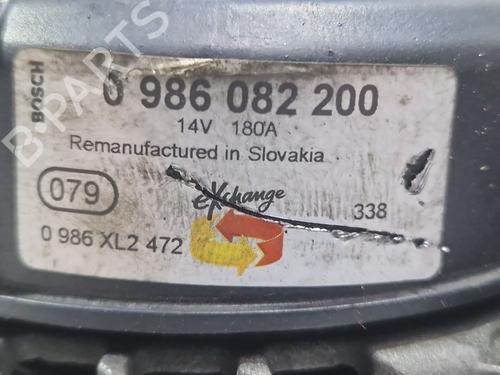 B-PARTS
BOSCH
0 986 082 200
14V 180A
Remanufactured in Slovakia
079
eXchange
338
0 986 XL2 472